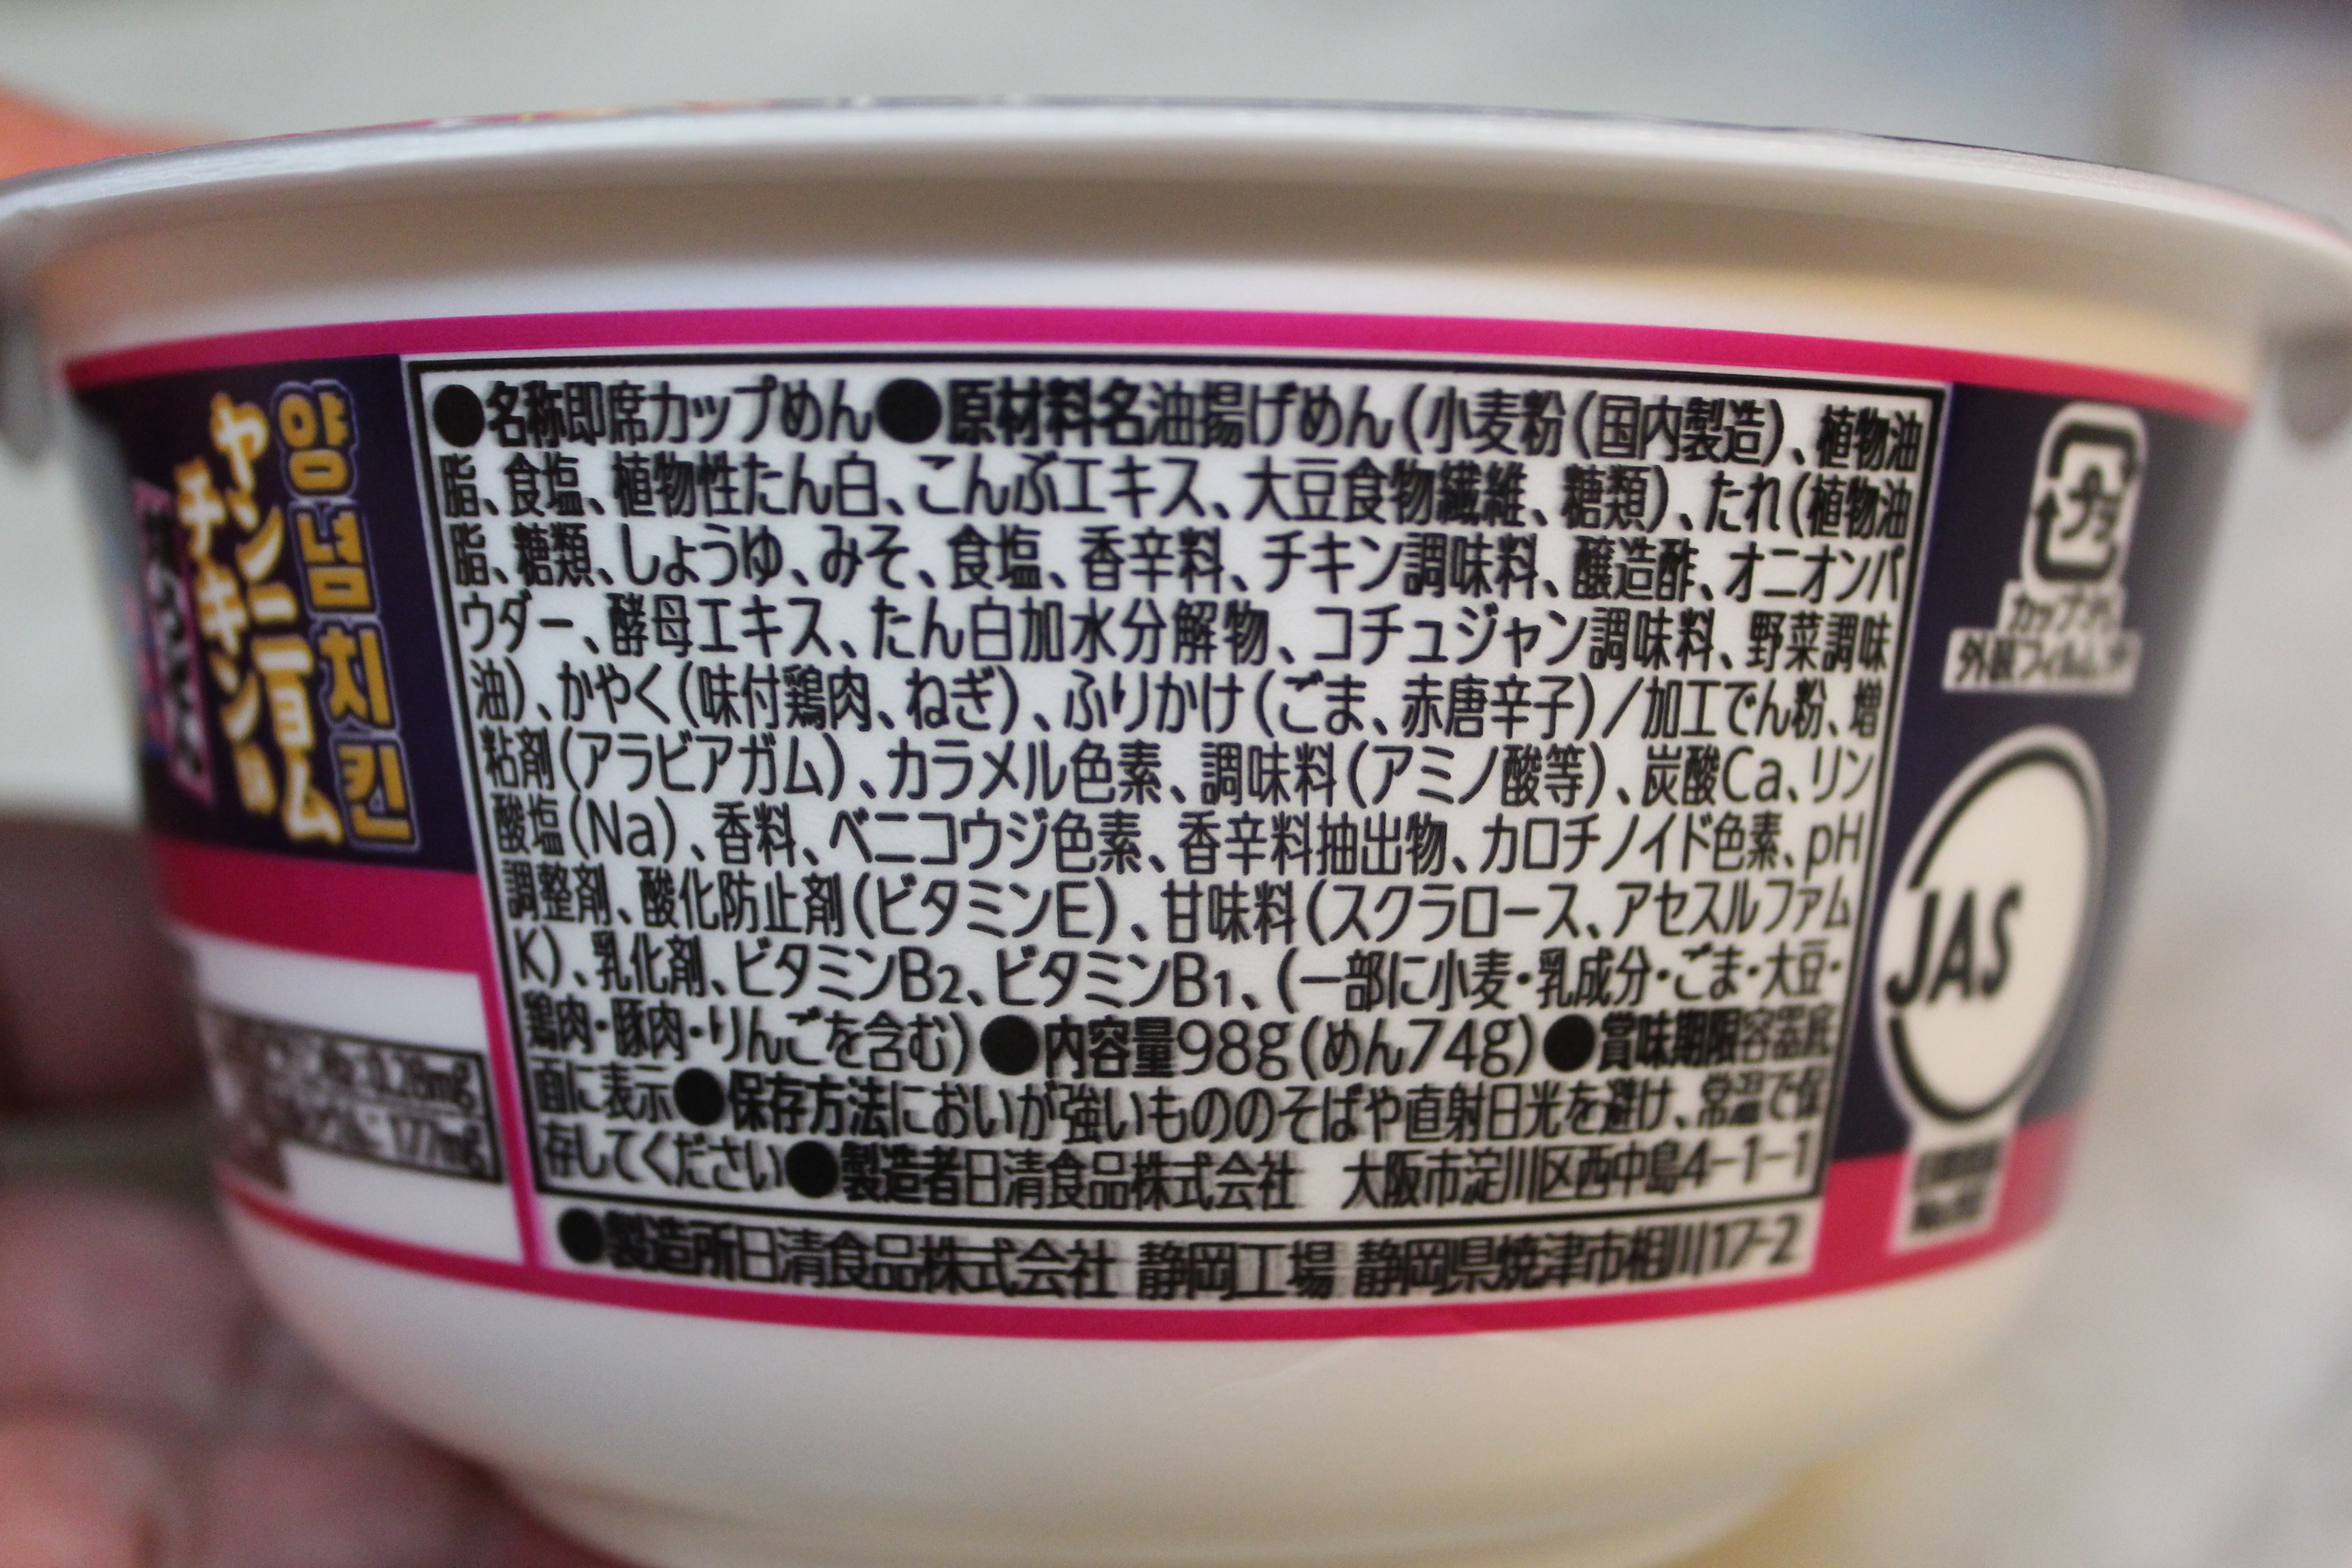 양념치킨
ヤンニョム
チキン味
●名称即席カップめん●原材料名油揚げめん(小麦粉(国内製造)、植物油
脂、食塩、植物性たん白、こんぶエキス、大豆食物繊維、糖類)、たれ(植物油
脂、糖類、しょうゆ、みそ、食塩、香辛料、チキン調味料、醸造酢、オニオンパ
ウダー、酵母エキス、たん白加水分解物、コチュジャン調味料、野菜調味
油)、かやく(味付鶏肉、ねぎ)、ふりかけ(ごま、赤唐辛子)/加工でん粉、増
粘剤(アラビアガム)、カラメル色素、調味料(アミノ酸等)、炭酸Ca、リン
酸塩(Na)、香料、ベニコウジ色素、香辛料抽出物、カロチノイド色素、pH
調整剤、酸化防止剤(ビタミンE)、甘味料(スクラロース、アセスルファム
K)、乳化剤、ビタミンB2、ビタミンB1、(一部に小麦・乳成分・ごま・大豆・
鶏肉・豚肉・りんごを含む)●内容量98g(めん74g)●賞味期限容器底
面に表示●保存方法においが強いもののそばや直射日光を避け、常温で保
存してください●製造者日清食品株式会社 大阪市淀川区西中島4-1-1
●製造所日清食品株式会社 静岡工場 静岡県焼津市相川17-2
0.28mg
177mg
プラ
外装フィルム
JAS